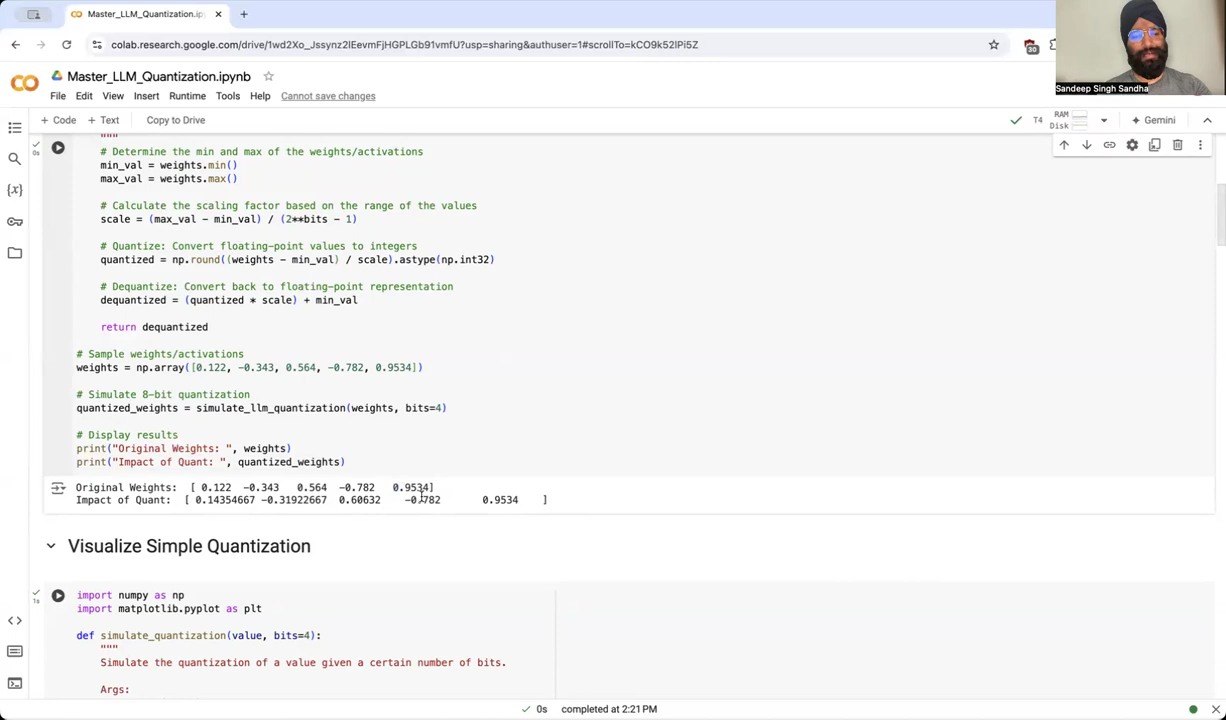 Master_LLM_Quantization.ipynb
colab.research.google.com/drive/1wd2Xo_Jssynz2IEevmFjHGPLGb91vmfU?usp=sharing&authuser=1#scrollTo=kCO9k52lPi5Z
30
Sandeep Singh Sandha
Master_LLM_Quantization.ipynb
File Edit View Insert Runtime Tools Help Cannot save changes
+ Code + Text Copy to Drive
T4 RAM Disk Gemini
"""
0s
# Determine the min and max of the weights/activations
min_val = weights.min()
max_val = weights.max()
# Calculate the scaling factor based on the range of the values
scale = (max_val - min_val) / (2**bits - 1)
# Quantize: Convert floating-point values to integers
quantized = np.round((weights - min_val) / scale).astype(np.int32)
# Dequantize: Convert back to floating-point representation
dequantized = (quantized * scale) + min_val
return dequantized
# Sample weights/activations
weights = np.array([0.122, -0.343, 0.564, -0.782, 0.9534])
# Simulate 8-bit quantization
quantized_weights = simulate_llm_quantization(weights, bits=4)
# Display results
print("Original Weights: ", weights)
print("Impact of Quant: ", quantized_weights)
Original Weights: [ 0.122 -0.343 0.564 -0.782 0.9534]
Impact of Quant: [ 0.14354667 -0.31922667 0.60632 -0.782 0.9534 ]
Visualize Simple Quantization
1s
import numpy as np
import matplotlib.pyplot as plt
def simulate_quantization(value, bits=4):
"""
Simulate the quantization of a value given a certain number of bits.
Args:
0s completed at 2:21 PM